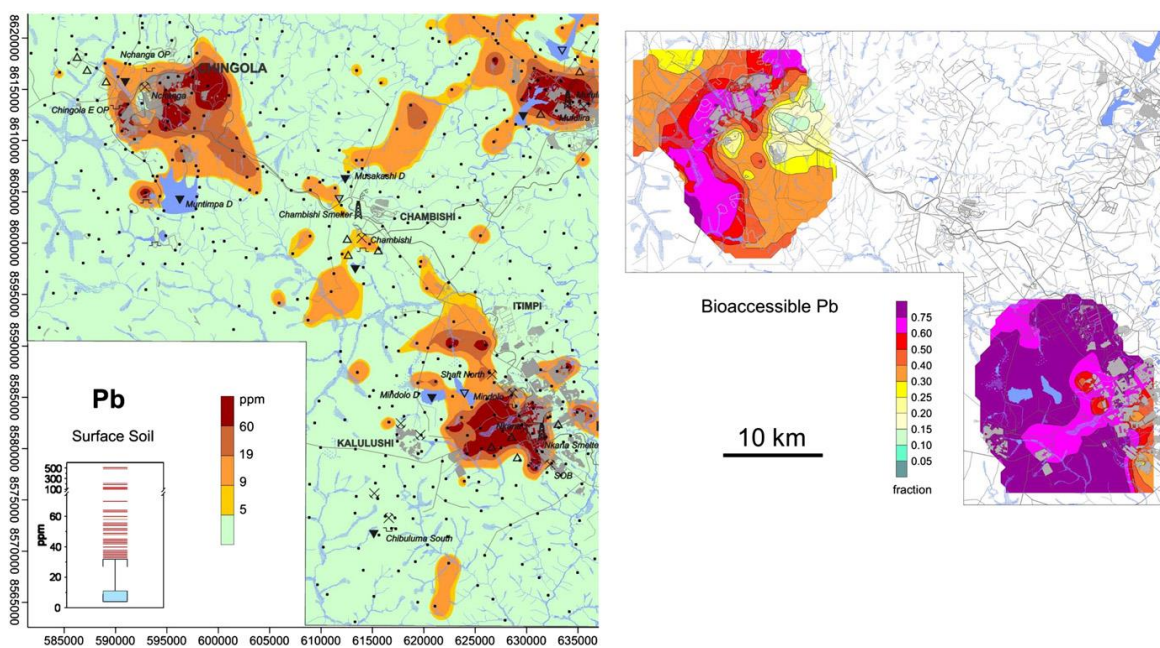 8620000
8615000
8610000
8605000
8600000
8595000
8590000
8585000
8580000
8575000
8570000
8565000
Nchanga OP
CHINGOLA
Nchanga
Chingola E OP
Mufulira
Musakashi D
Muntimpa D
Chambishi Smelter
CHAMBISHI
Chambishi
ITIMPI
Shaft North
Mindolo D
Mindolo
KALULUSHI
Nkana Smelte
SOB
Chibuluma South
Pb
Surface Soil
ppm
60
19
9
5
500
300
100
60
40
20
0
ppm
585000 590000 595000 600000 605000 610000 615000 620000 625000 630000 635000
Bioaccessible Pb
0.75
0.60
0.50
0.40
0.30
0.25
0.20
0.15
0.10
0.05
fraction
10 km